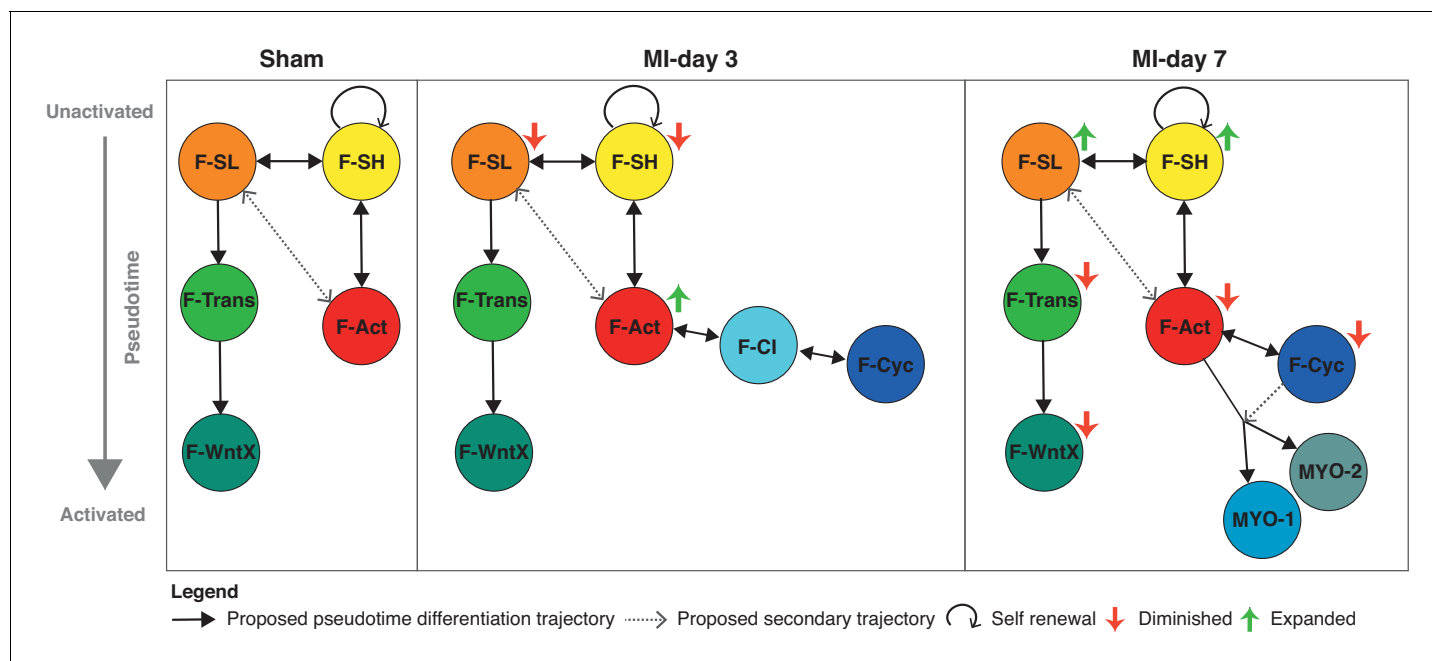 Sham
MI-day 3
MI-day 7
Unactivated
Pseudotime
Activated
F-SL
F-SH
F-Trans
F-Act
F-WntX
F-SL
F-SH
F-Trans
F-Act
F-CI
F-Cyc
F-WntX
F-SL
F-SH
F-Trans
F-Act
F-Cyc
F-WntX
MYO-2
MYO-1
Legend
Proposed pseudotime differentiation trajectory Proposed secondary trajectory Self renewal Diminished Expanded